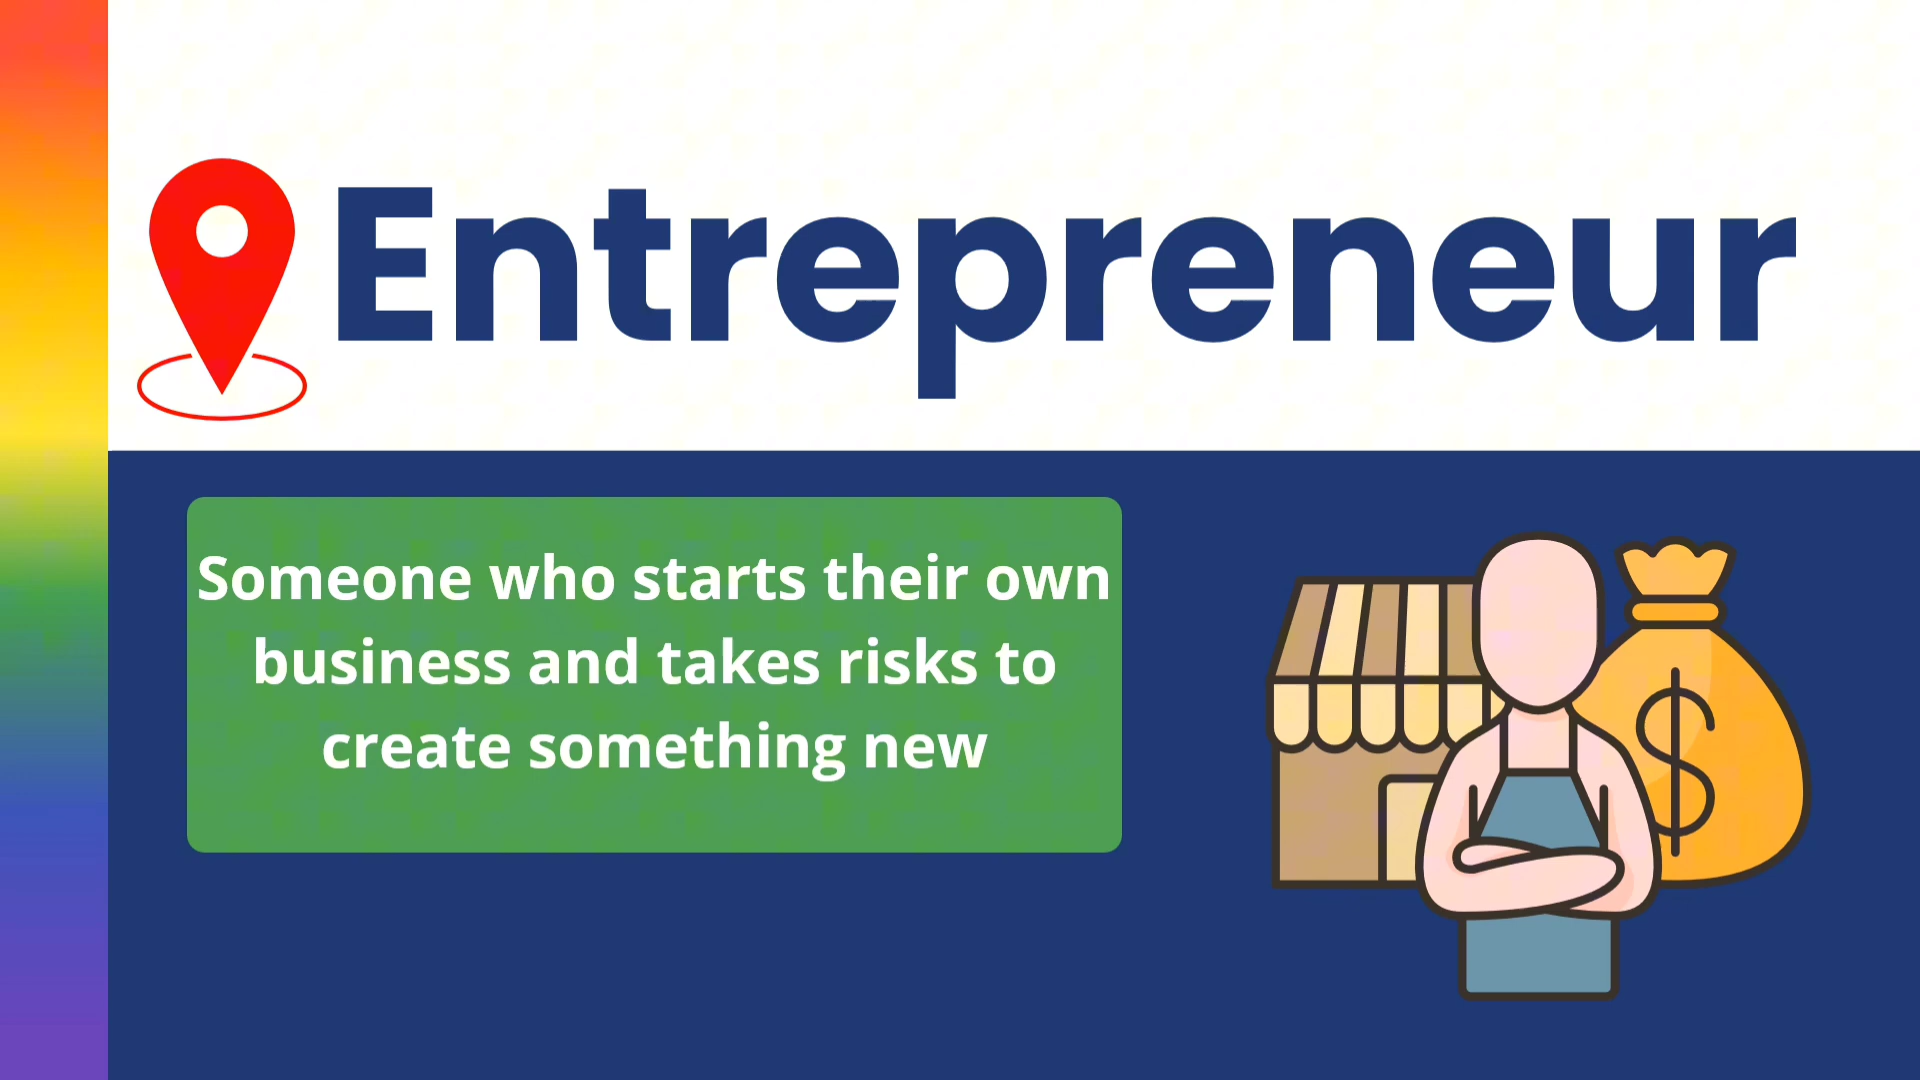 Entrepreneur
Someone who starts their own
business and takes risks to
create something new
$